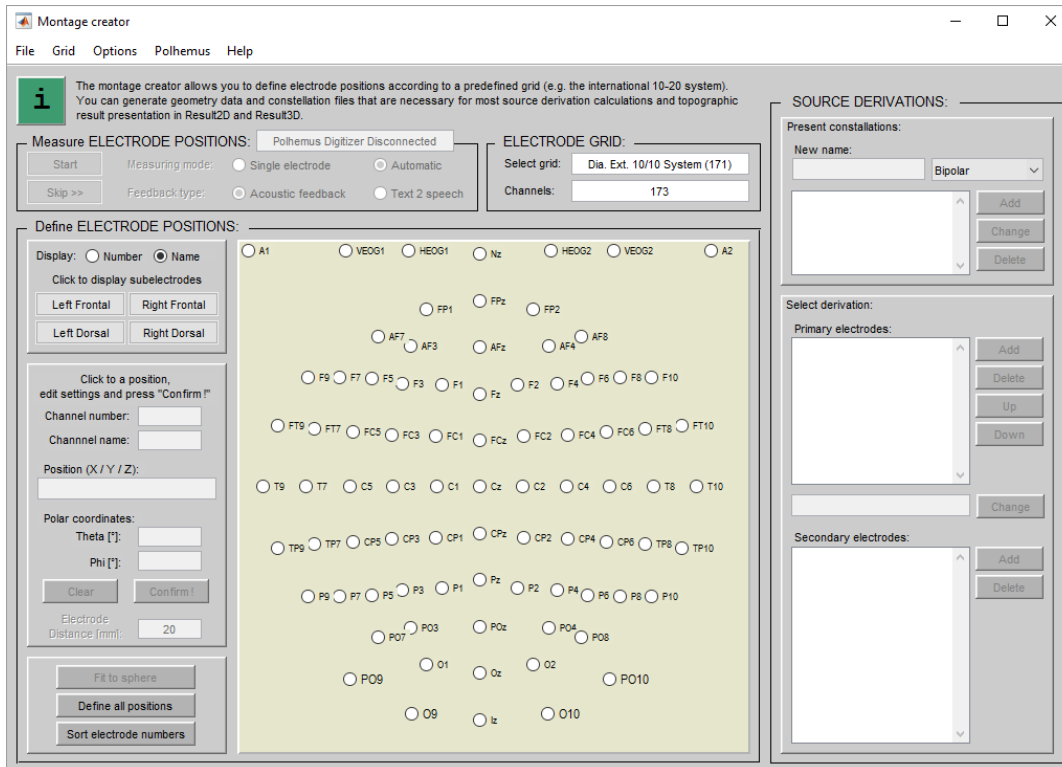 Montage creator
File Grid Options Polhemus Help
i
The montage creator allows you to define electrode positions according to a predefined grid (e.g. the international 10-20 system).
You can generate geometry data and constellation files that are necessary for most source derivation calculations and topographic
result presentation in Result2D and Result3D.
Measure ELECTRODE POSITIONS: Polhemus Digitizer Disconnected
Start Measuring mode: Single electrode Automatic
Skip >> Feedback type: Acoustic feedback Text 2 speech
ELECTRODE GRID:
Select grid: Dia. Ext. 10/10 System (171)
Channels: 173
Define ELECTRODE POSITIONS:
Display: Number Name
Click to display subelectrodes
Left Frontal Right Frontal
Left Dorsal Right Dorsal
Click to a position,
edit settings and press "Confirm!"
Channel number:
Channnel name:
Position (X / Y / Z):
Polar coordinates:
Theta [°]:
Phi [°]:
Clear Confirm!
Electrode
Distance [mm]: 20
Fit to sphere
Define all positions
Sort electrode numbers
A1 VEOG1 HEOG1 Nz HEOG2 VEOG2 A2
FP1 FPz FP2
AF7 AF3 AFz AF4 AF8
F9 F7 F5 F3 F1 Fz F2 F4 F6 F8 F10
FT9 FT7 FC5 FC3 FC1 FCz FC2 FC4 FC6 FT8 FT10
T9 T7 C5 C3 C1 Cz C2 C4 C6 T8 T10
TP9 TP7 CP5 CP3 CP1 CPz CP2 CP4 CP6 TP8 TP10
P9 P7 P5 P3 P1 Pz P2 P4 P6 P8 P10
PO7 PO3 POz PO4 PO8
O1 Oz O2
PO9 PO10
O9 Iz O10
SOURCE DERIVATIONS:
Present constallations:
New name:
Bipolar
Add
Change
Delete
Select derivation:
Primary electrodes:
Add
Delete
Up
Down
Change
Secondary electrodes:
Add
Delete